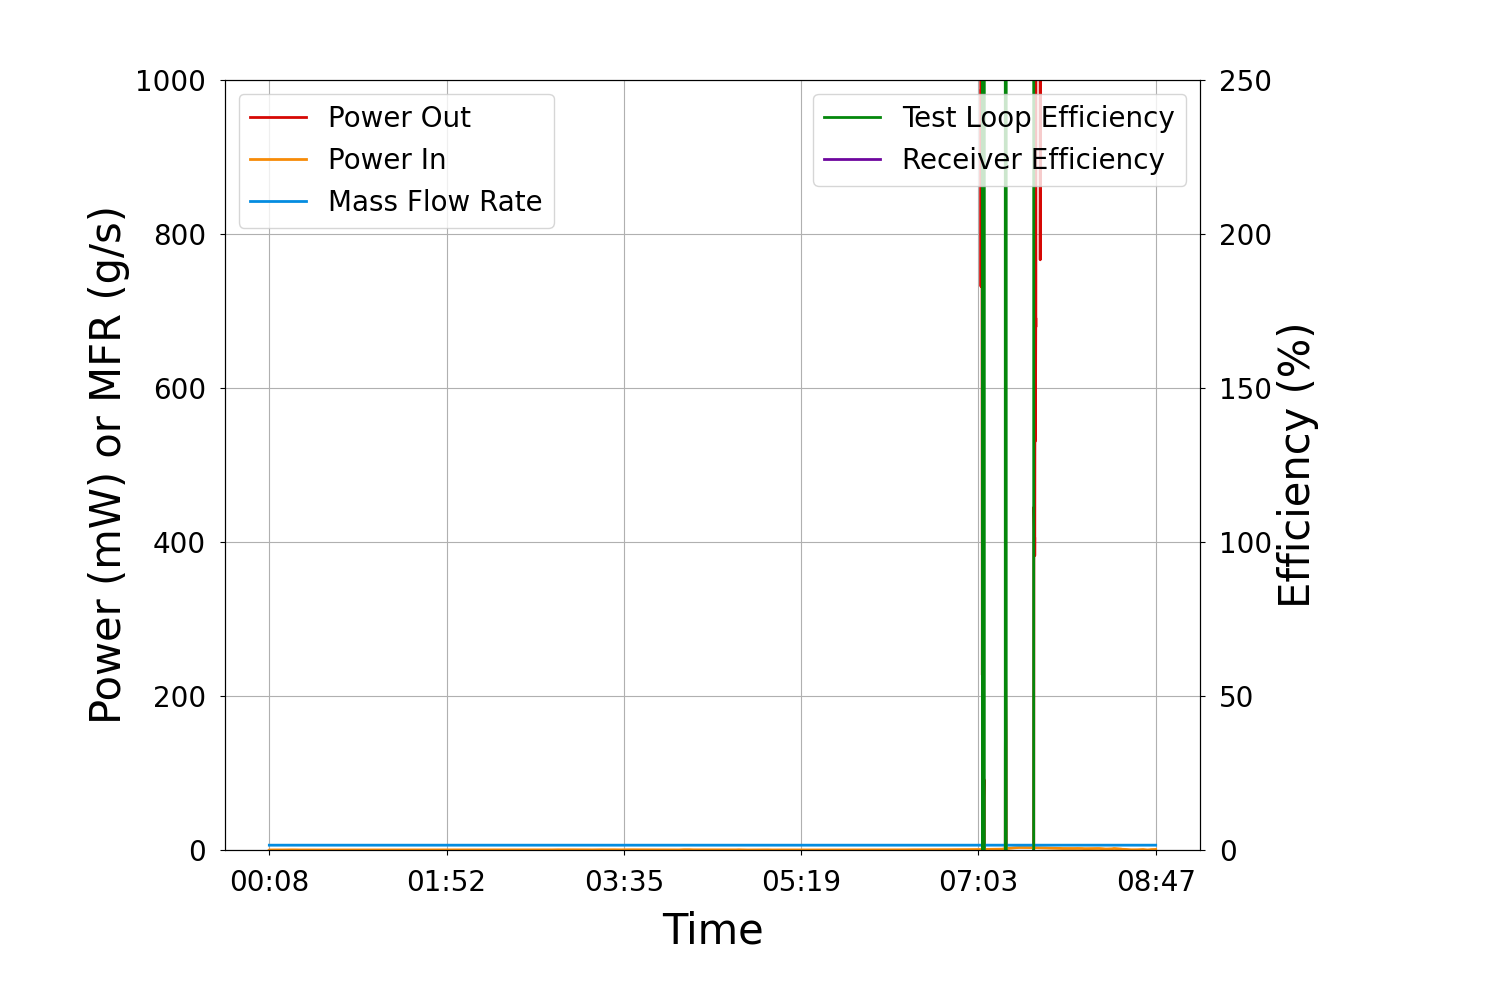 1000
800
600
400
200
0
Power (mW) or MFR (g/s)
Power Out
Power In
Mass Flow Rate
Test Loop Efficiency
Receiver Efficiency
250
200
150
100
50
0
Efficiency (%)
00:08 01:52 03:35 05:19 07:03 08:47
Time